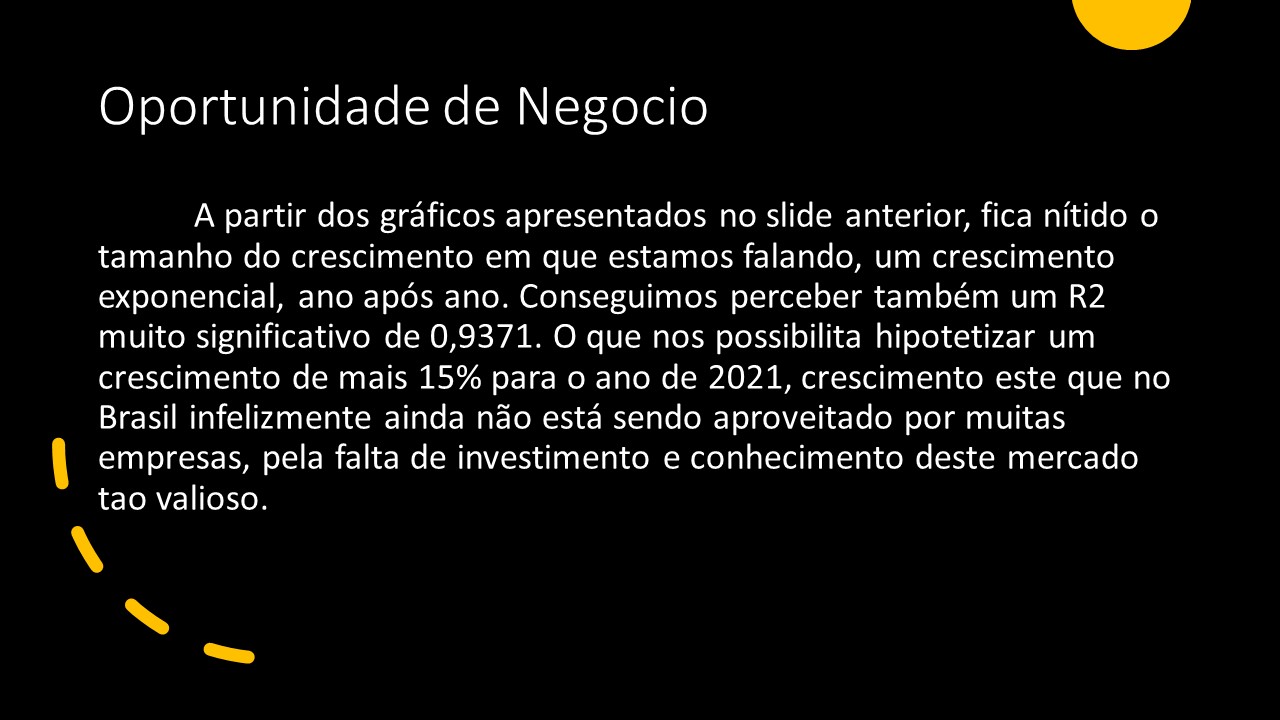 Oportunidade de Negocio
A partir dos gráficos apresentados no slide anterior, fica nítido o
tamanho do crescimento em que estamos falando, um crescimento
exponencial, ano após ano. Conseguimos perceber também um R2
muito significativo de 0,9371. O que nos possibilita hipotetizar um
crescimento de mais 15% para o ano de 2021, crescimento este que no
Brasil infelizmente ainda não está sendo aproveitado por muitas
empresas, pela falta de investimento e conhecimento deste mercado
tao valioso.